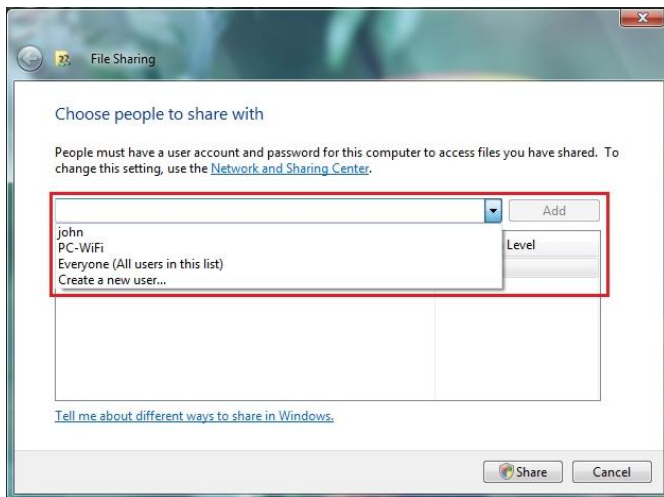 File Sharing
Choose people to share with
People must have a user account and password for this computer to access files you have shared. To
change this setting, use the Network and Sharing Center.
Add
john
PC-WiFi
Everyone (All users in this list)
Create a new user...
Level
Tell me about different ways to share in Windows.
Share
Cancel